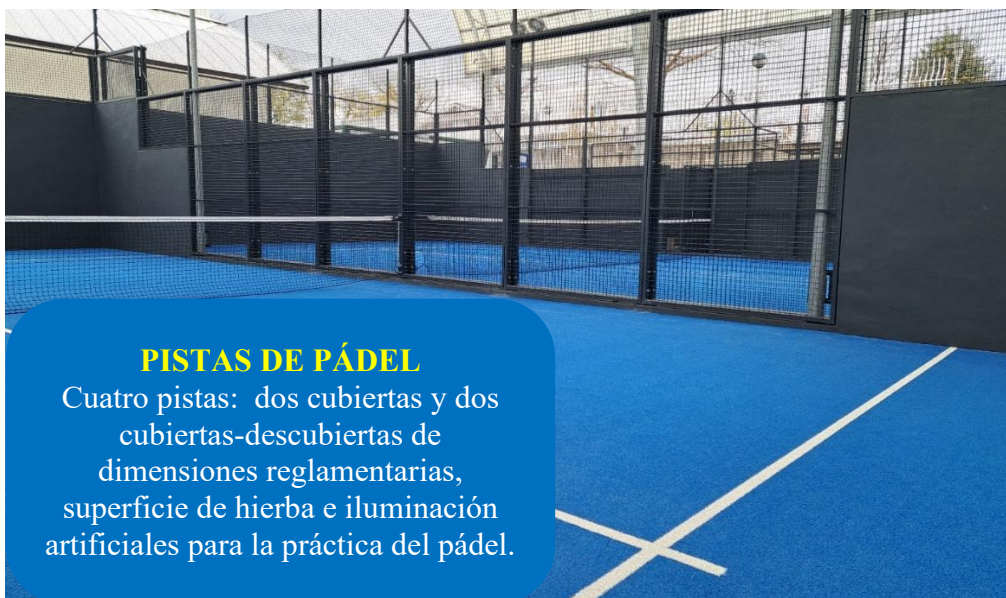 PISTAS DE PÁDEL
Cuatro pistas:  dos cubiertas y dos
cubiertas-descubiertas de
dimensiones reglamentarias,
superficie de hierba e iluminación
artificiales para la práctica del pádel.